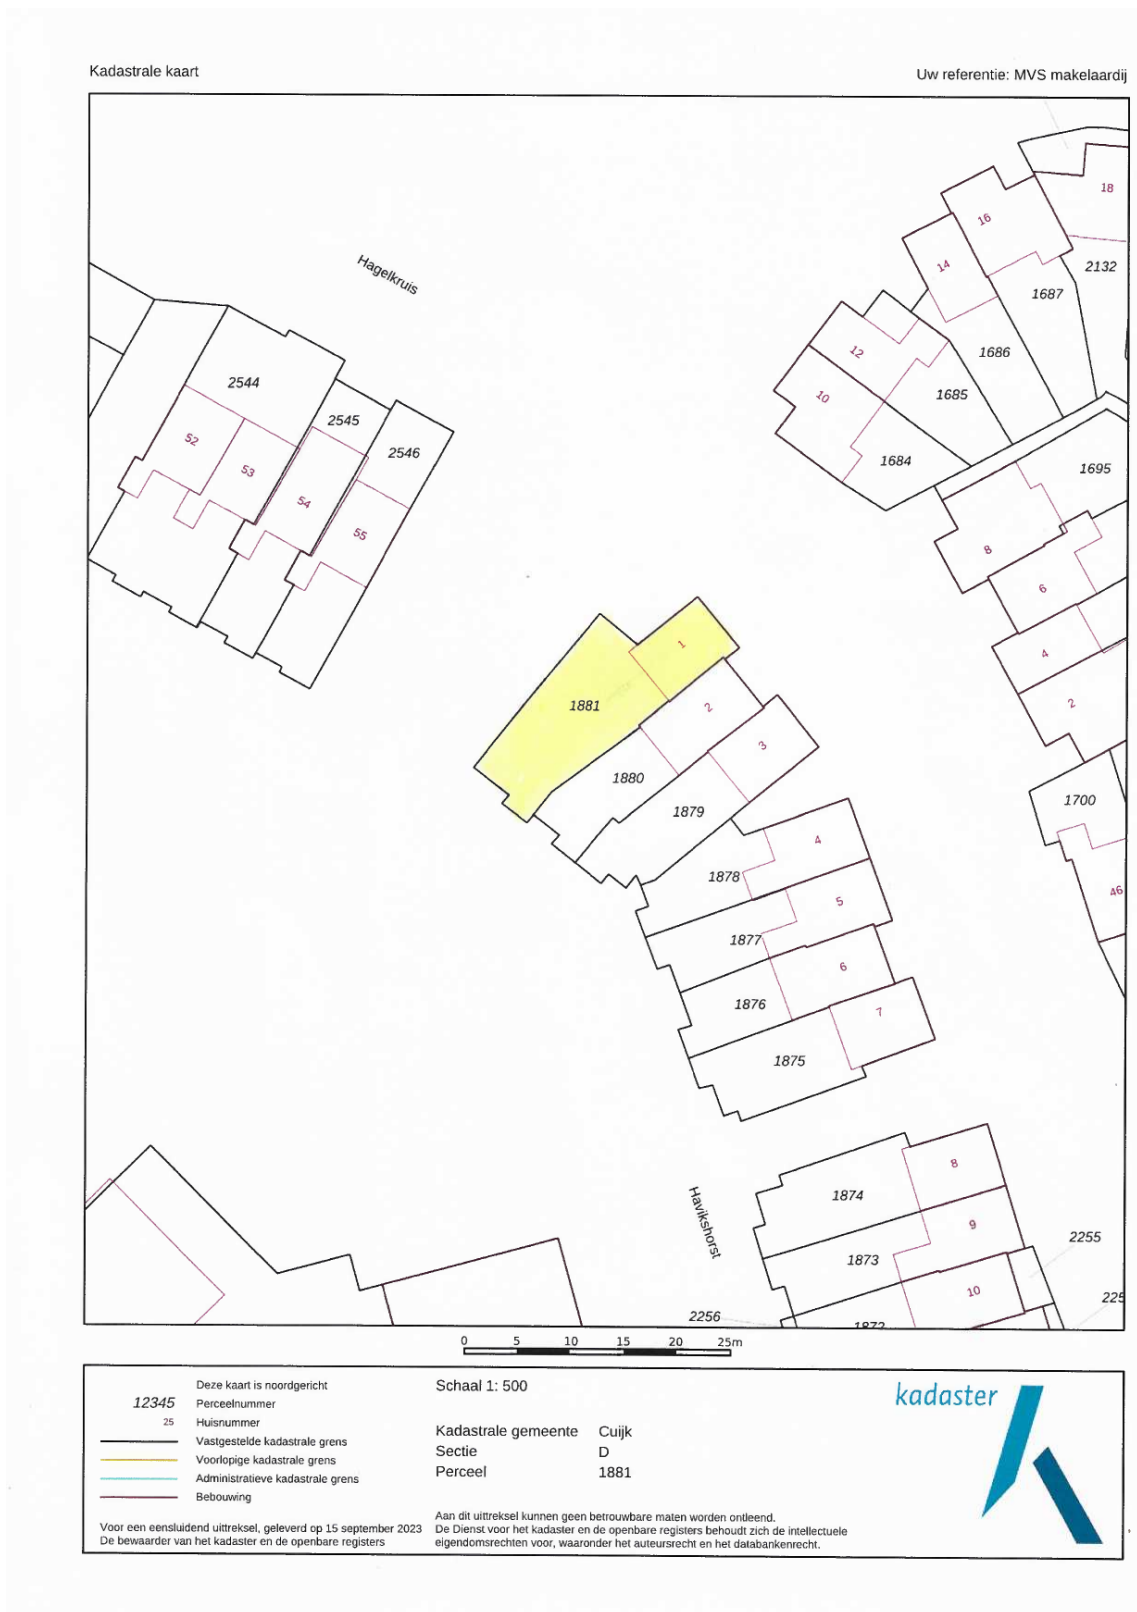 Kadastrale kaart
Uw referentie: MVS makelaardij
18
16
14
2132
Hagelkruis
1687
12
1686
2544
10
1685
2545
52
2546
53
1684
1695
54
55
8
6
1
4
1881
2
2
3
1880
1700
1879
4
1878
46
5
1877
6
1876
7
1875
8
1874
Havikshorst
9
2255
1873
10
225
2256
1872
0 5 10 15 20 25m
Deze kaart is noordgericht
12345 Perceelnummer
25 Huisnummer
Vastgestelde kadastrale grens
Voorlopige kadastrale grens
Administratieve kadastrale grens
Bebouwing
Voor een eensluidend uittreksel, geleverd op 15 september 2023
De bewaarder van het kadaster en de openbare registers
Schaal 1: 500
Kadastrale gemeente Cuijk
Sectie D
Perceel 1881
Aan dit uittreksel kunnen geen betrouwbare maten worden ontleend.
De Dienst voor het kadaster en de openbare registers behoudt zich de intellectuele
eigendomsrechten voor, waaronder het auteursrecht en het databankenrecht.
kadaster